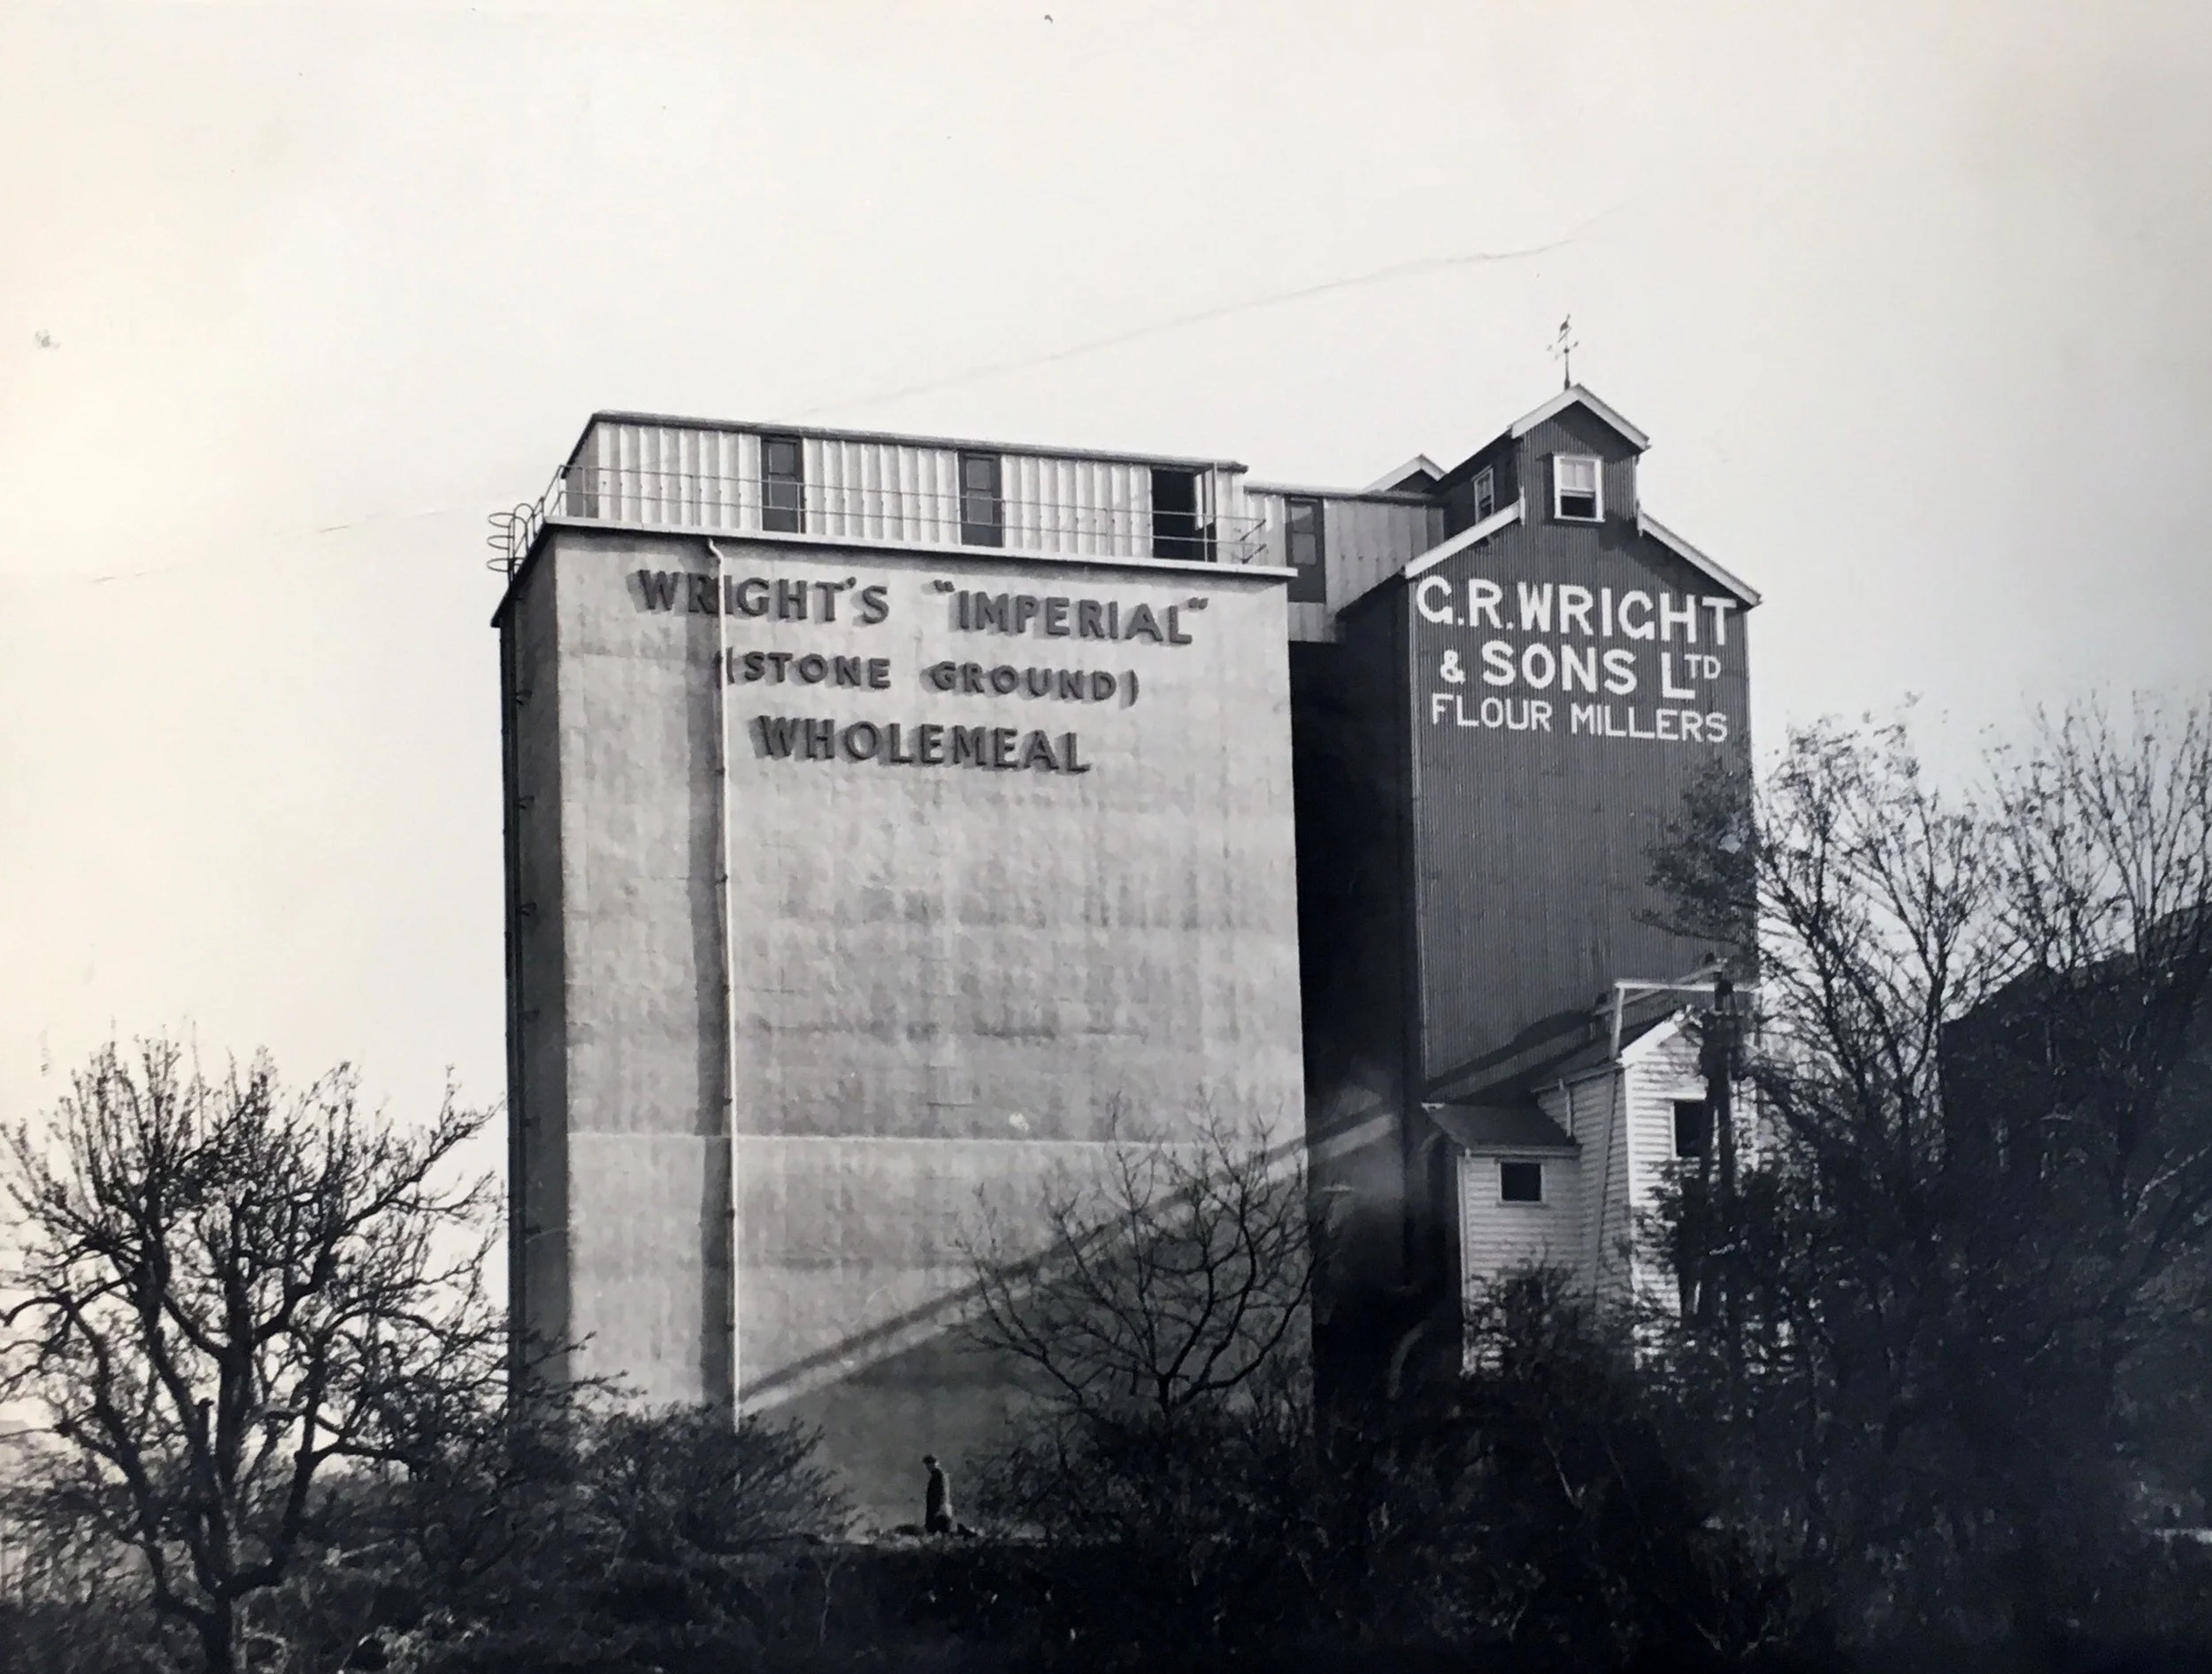 WRIGHT'S "IMPERIAL"
(STONE GROUND)
WHOLEMEAL
G.R.WRIGHT
& SONS LTD
FLOUR MILLERS